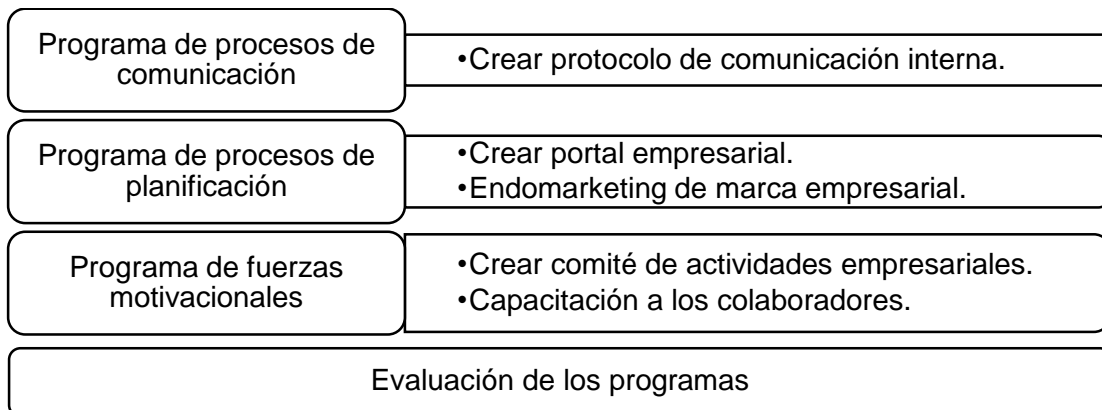 Programa de procesos de
comunicación
•Crear protocolo de comunicación interna.
Programa de procesos de
planificación
•Crear portal empresarial.
•Endomarketing de marca empresarial.
Programa de fuerzas
motivacionales
•Crear comité de actividades empresariales.
•Capacitación a los colaboradores.
Evaluación de los programas